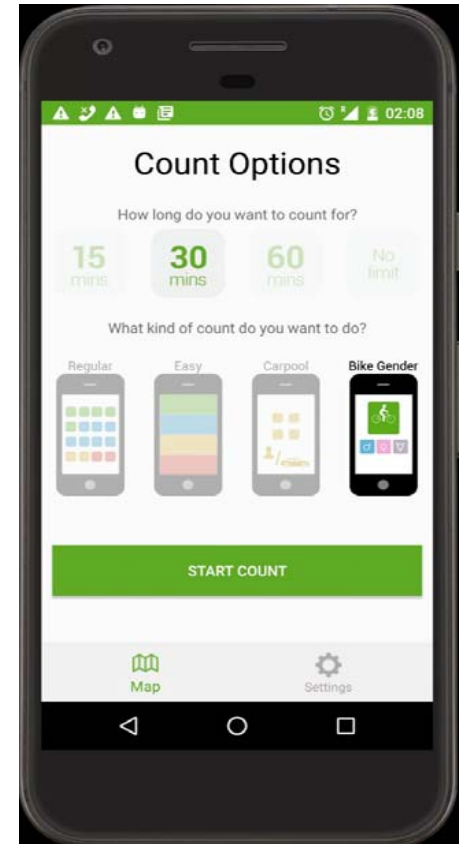 02:08
Count Options
How long do you want to count for?
15 30 60 No
mins mins mins limit
What kind of count do you want to do?
Regular Easy Carpool Bike Gender
START COUNT
Map Settings